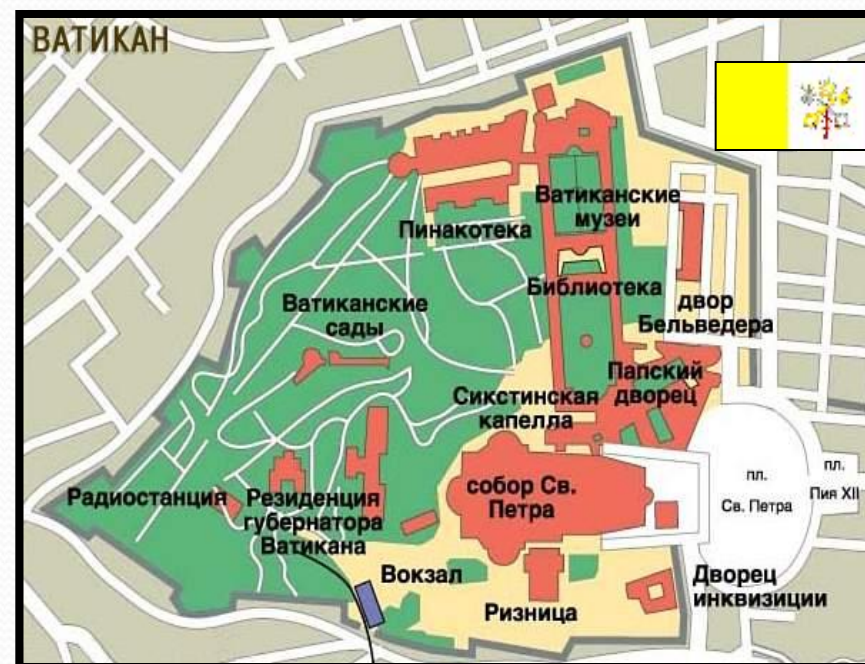 ВАТИКАН
Ватиканские
музеи
Пинакотека
Библиотека
Ватиканские
сады
двор
Бельведера
Папский
дворец
Сикстинская
капелла
собор Св.
Петра
пл.
Св. Петра
пл.
Пия XII
Радиостанция
Резиденция
губернатора
Ватикана
Вокзал
Ризница
Дворец
инквизиции